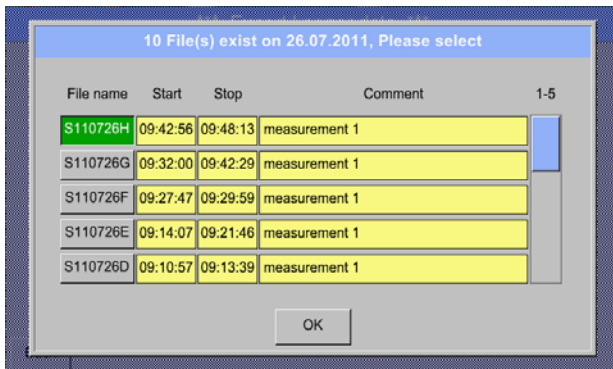 10 File(s) exist on 26.07.2011, Please select
File name Start Stop Comment 1-5
S110726H 09:42:56 09:48:13 measurement 1
S110726G 09:32:00 09:42:29 measurement 1
S110726F 09:27:47 09:29:59 measurement 1
S110726E 09:14:07 09:21:46 measurement 1
S110726D 09:10:57 09:13:39 measurement 1
OK